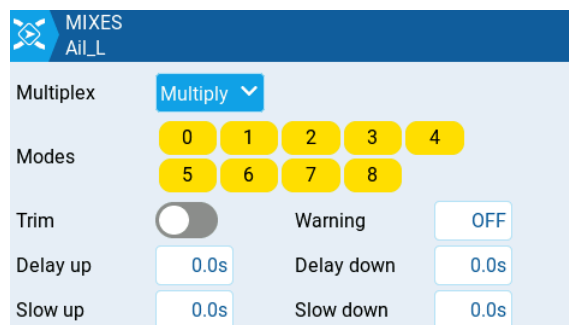 MIXES
Ail_L
Multiplex Multiply
Modes
0 1 2 3 4
5 6 7 8
Trim Warning OFF
Delay up 0.0s Delay down 0.0s
Slow up 0.0s Slow down 0.0s